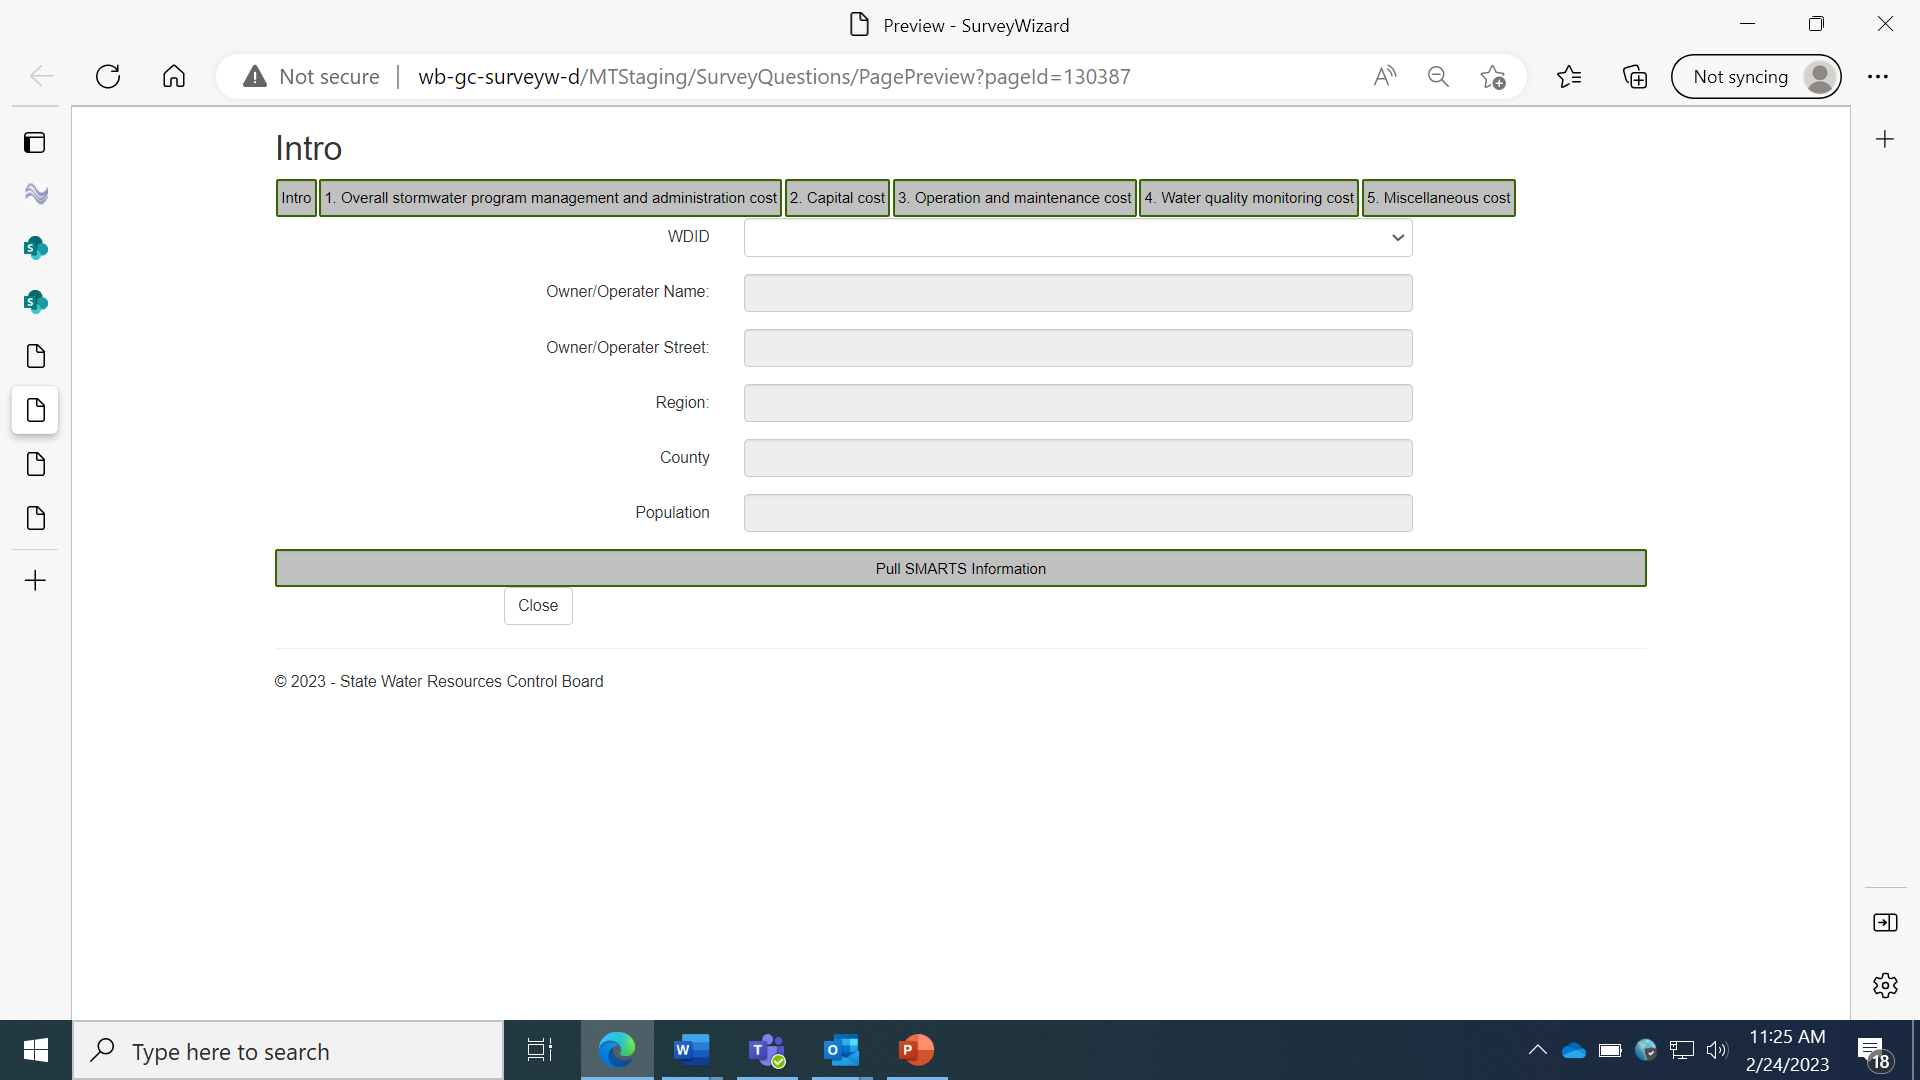 Preview - SurveyWizard
Not secure | wb-gc-surveyw-d/MTStaging/SurveyQuestions/PagePreview?pageId=130387
Not syncing
Intro
Intro 1. Overall stormwater program management and administration cost 2. Capital cost 3. Operation and maintenance cost 4. Water quality monitoring cost 5. Miscellaneous cost
WDID
Owner/Operater Name:
Owner/Operater Street:
Region:
County
Population
Pull SMARTS Information
Close
© 2023 - State Water Resources Control Board
Type here to search
11:25 AM
2/24/2023
18